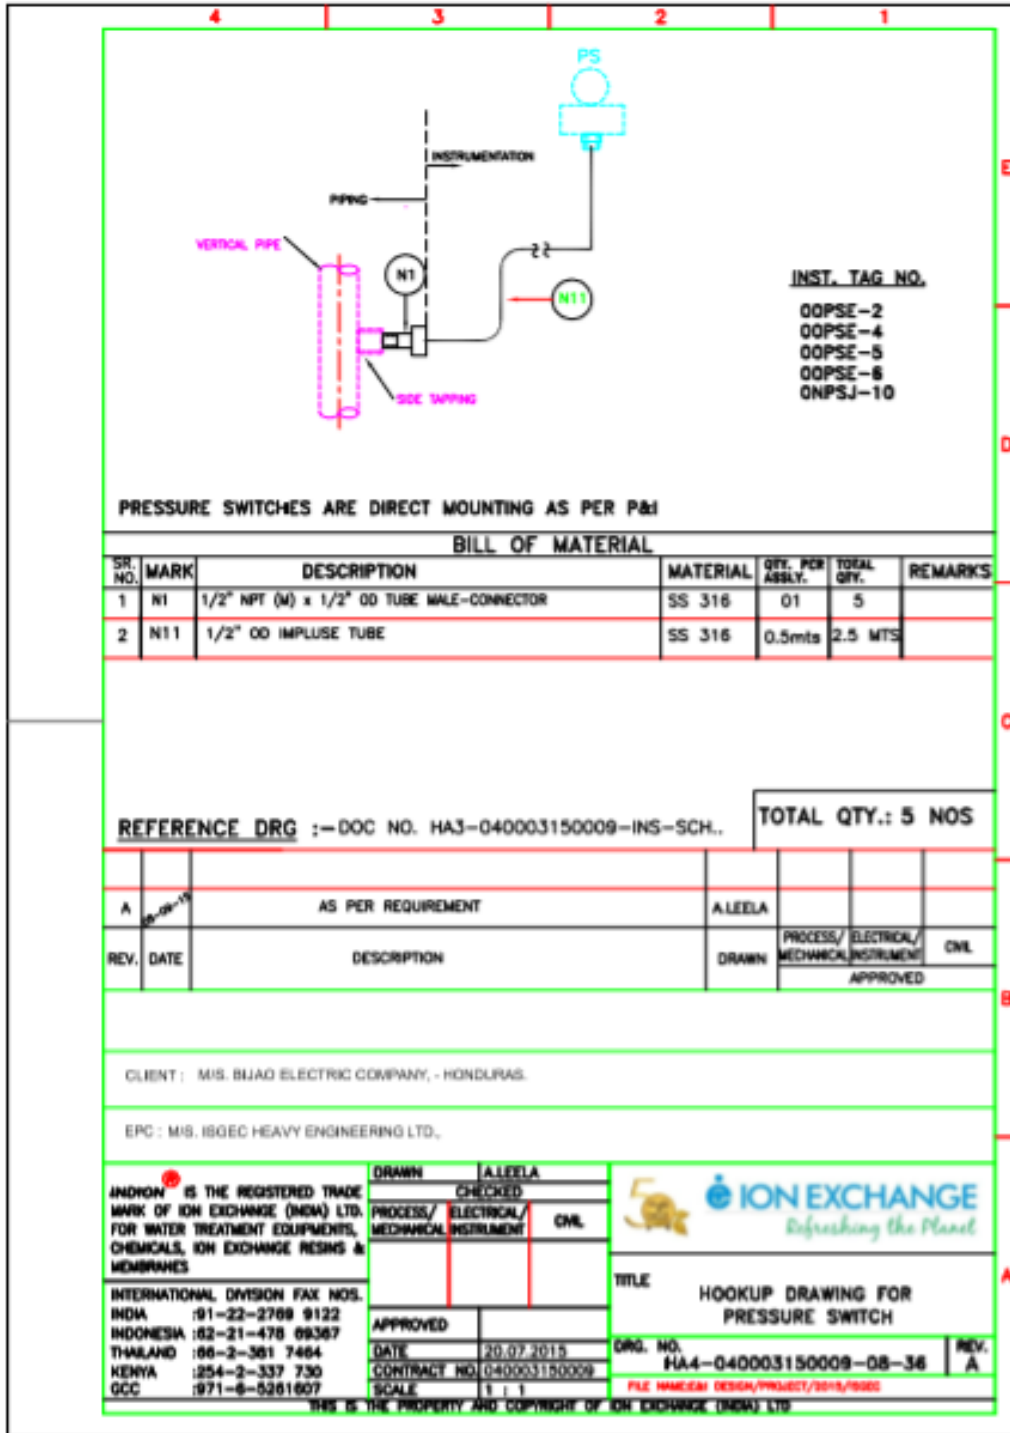 4 3 2 1
PS
INSTRUMENTATION
PIPING
VERTICAL PIPE
N1
N11
SIDE TAPPING
INST. TAG NO.
00PSE-2
00PSE-4
00PSE-5
00PSE-6
0NPSJ-10
E
D
C
B
A
PRESSURE SWITCHES ARE DIRECT MOUNTING AS PER P&I
BILL OF MATERIAL
SR. NO. MARK DESCRIPTION MATERIAL QTY. PER ASSLY. TOTAL QTY. REMARKS
1 N1 1/2" NPT (M) x 1/2" OD TUBE MALE-CONNECTOR SS 316 01 5
2 N11 1/2" OD IMPLUSE TUBE SS 316 0.5mts 2.5 MTS
TOTAL QTY.: 5 NOS
REFERENCE DRG :-DOC NO. HA3-040003150009-INS-SCH..
A AS PER REQUIREMENT A.LEELA
REV. DATE DESCRIPTION DRAWN PROCESS/ MECHANICAL ELECTRICAL/ INSTRUMENT CIVIL
APPROVED
CLIENT : M/S. BIJAO ELECTRIC COMPANY, - HONDURAS.
EPC : M/S. ISGEC HEAVY ENGINEERING LTD.,
INDION ® IS THE REGISTERED TRADE
MARK OF ION EXCHANGE (INDIA) LTD.
FOR WATER TREATMENT EQUIPMENTS,
CHEMICALS, ION EXCHANGE RESINS &
MEMBRANES
INTERNATIONAL DIVISION FAX NOS.
INDIA :91-22-2769 9122
INDONESIA :62-21-478 69367
THAILAND :66-2-361 7464
KENYA :254-2-337 730
GCC :971-6-5261607
DRAWN A.LEELA
CHECKED
PROCESS/ MECHANICAL ELECTRICAL/ INSTRUMENT CIVIL
APPROVED
DATE 20.07.2015
CONTRACT NO. 040003150009
SCALE 1 : 1
50
ION EXCHANGE
Refreshing the Planet
TITLE
HOOKUP DRAWING FOR
PRESSURE SWITCH
DRG. NO.
HA4-040003150009-08-36
REV.
A
FILE NAME:E&I DESIGN/PROJECT/2015/ISGEC
THIS IS THE PROPERTY AND COPYRIGHT OF ION EXCHANGE (INDIA) LTD